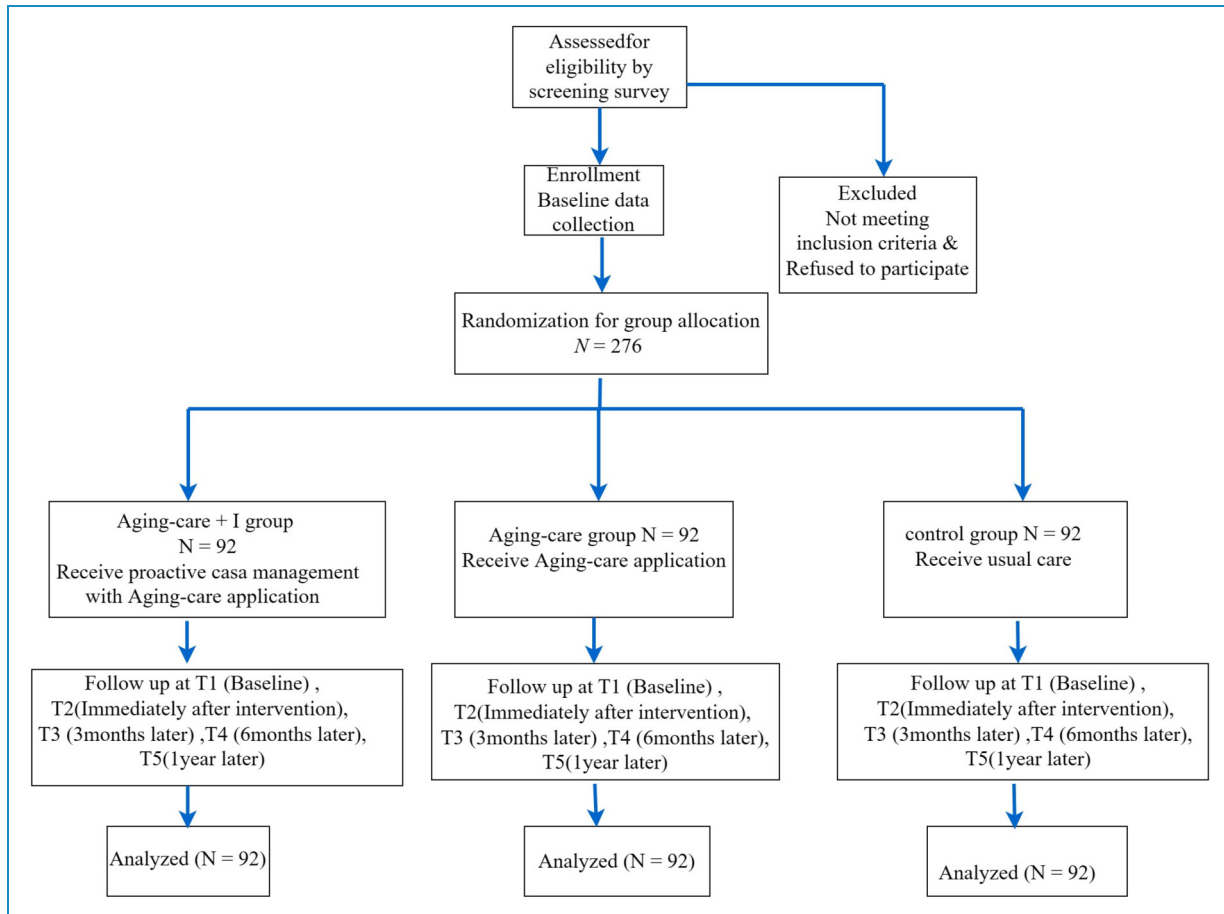 Assessedfor
eligibility by
screening survey
Enrollment
Baseline data
collection
Excluded
Not meeting
inclusion criteria &
Refused to participate
Randomization for group allocation
N = 276
Aging-care + I group
N = 92
Receive proactive casa management
with Aging-care application
Aging-care group N = 92
Receive Aging-care application
control group N = 92
Receive usual care
Follow up at T1 (Baseline) ,
T2(Immediately after intervention),
T3 (3months later) ,T4 (6months later),
T5(1year later)
Follow up at T1 (Baseline) ,
T2(Immediately after intervention),
T3 (3months later) ,T4 (6months later),
T5(1year later)
Follow up at T1 (Baseline) ,
T2(Immediately after intervention),
T3 (3months later) ,T4 (6months later),
T5(1year later)
Analyzed (N = 92)
Analyzed (N = 92)
Analyzed (N = 92)